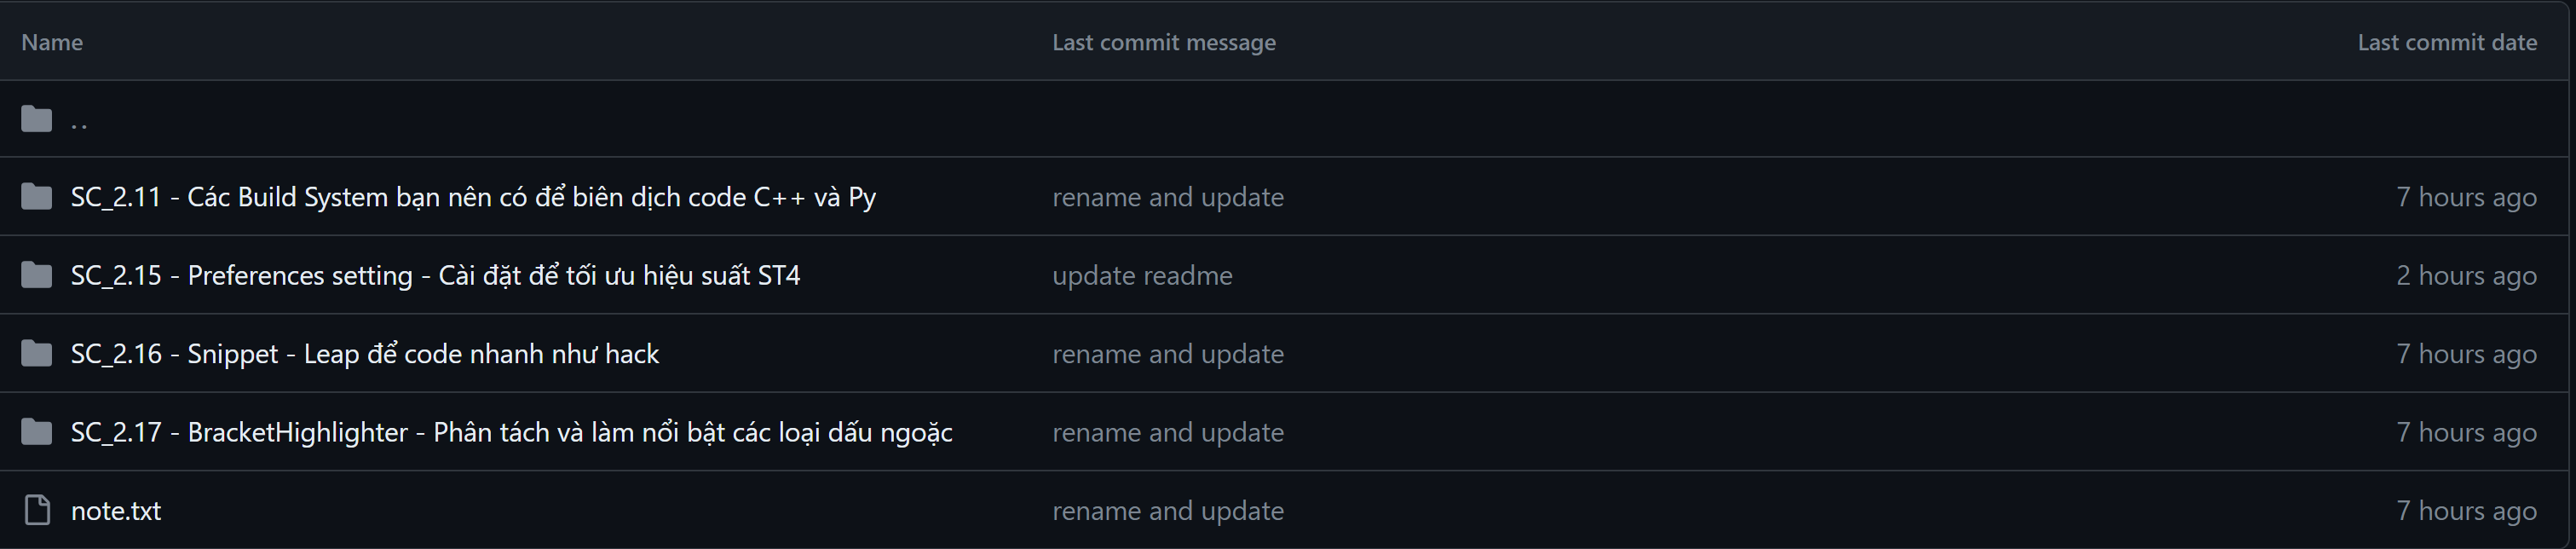 Name Last commit message Last commit date
..
SC_2.11 - Các Build System bạn nên có để biên dịch code C++ và Py rename and update 7 hours ago
SC_2.15 - Preferences setting - Cài đặt để tối ưu hiệu suất ST4 update readme 2 hours ago
SC_2.16 - Snippet - Leap để code nhanh như hack rename and update 7 hours ago
SC_2.17 - BracketHighlighter - Phân tách và làm nổi bật các loại dấu ngoặc rename and update 7 hours ago
note.txt rename and update 7 hours ago